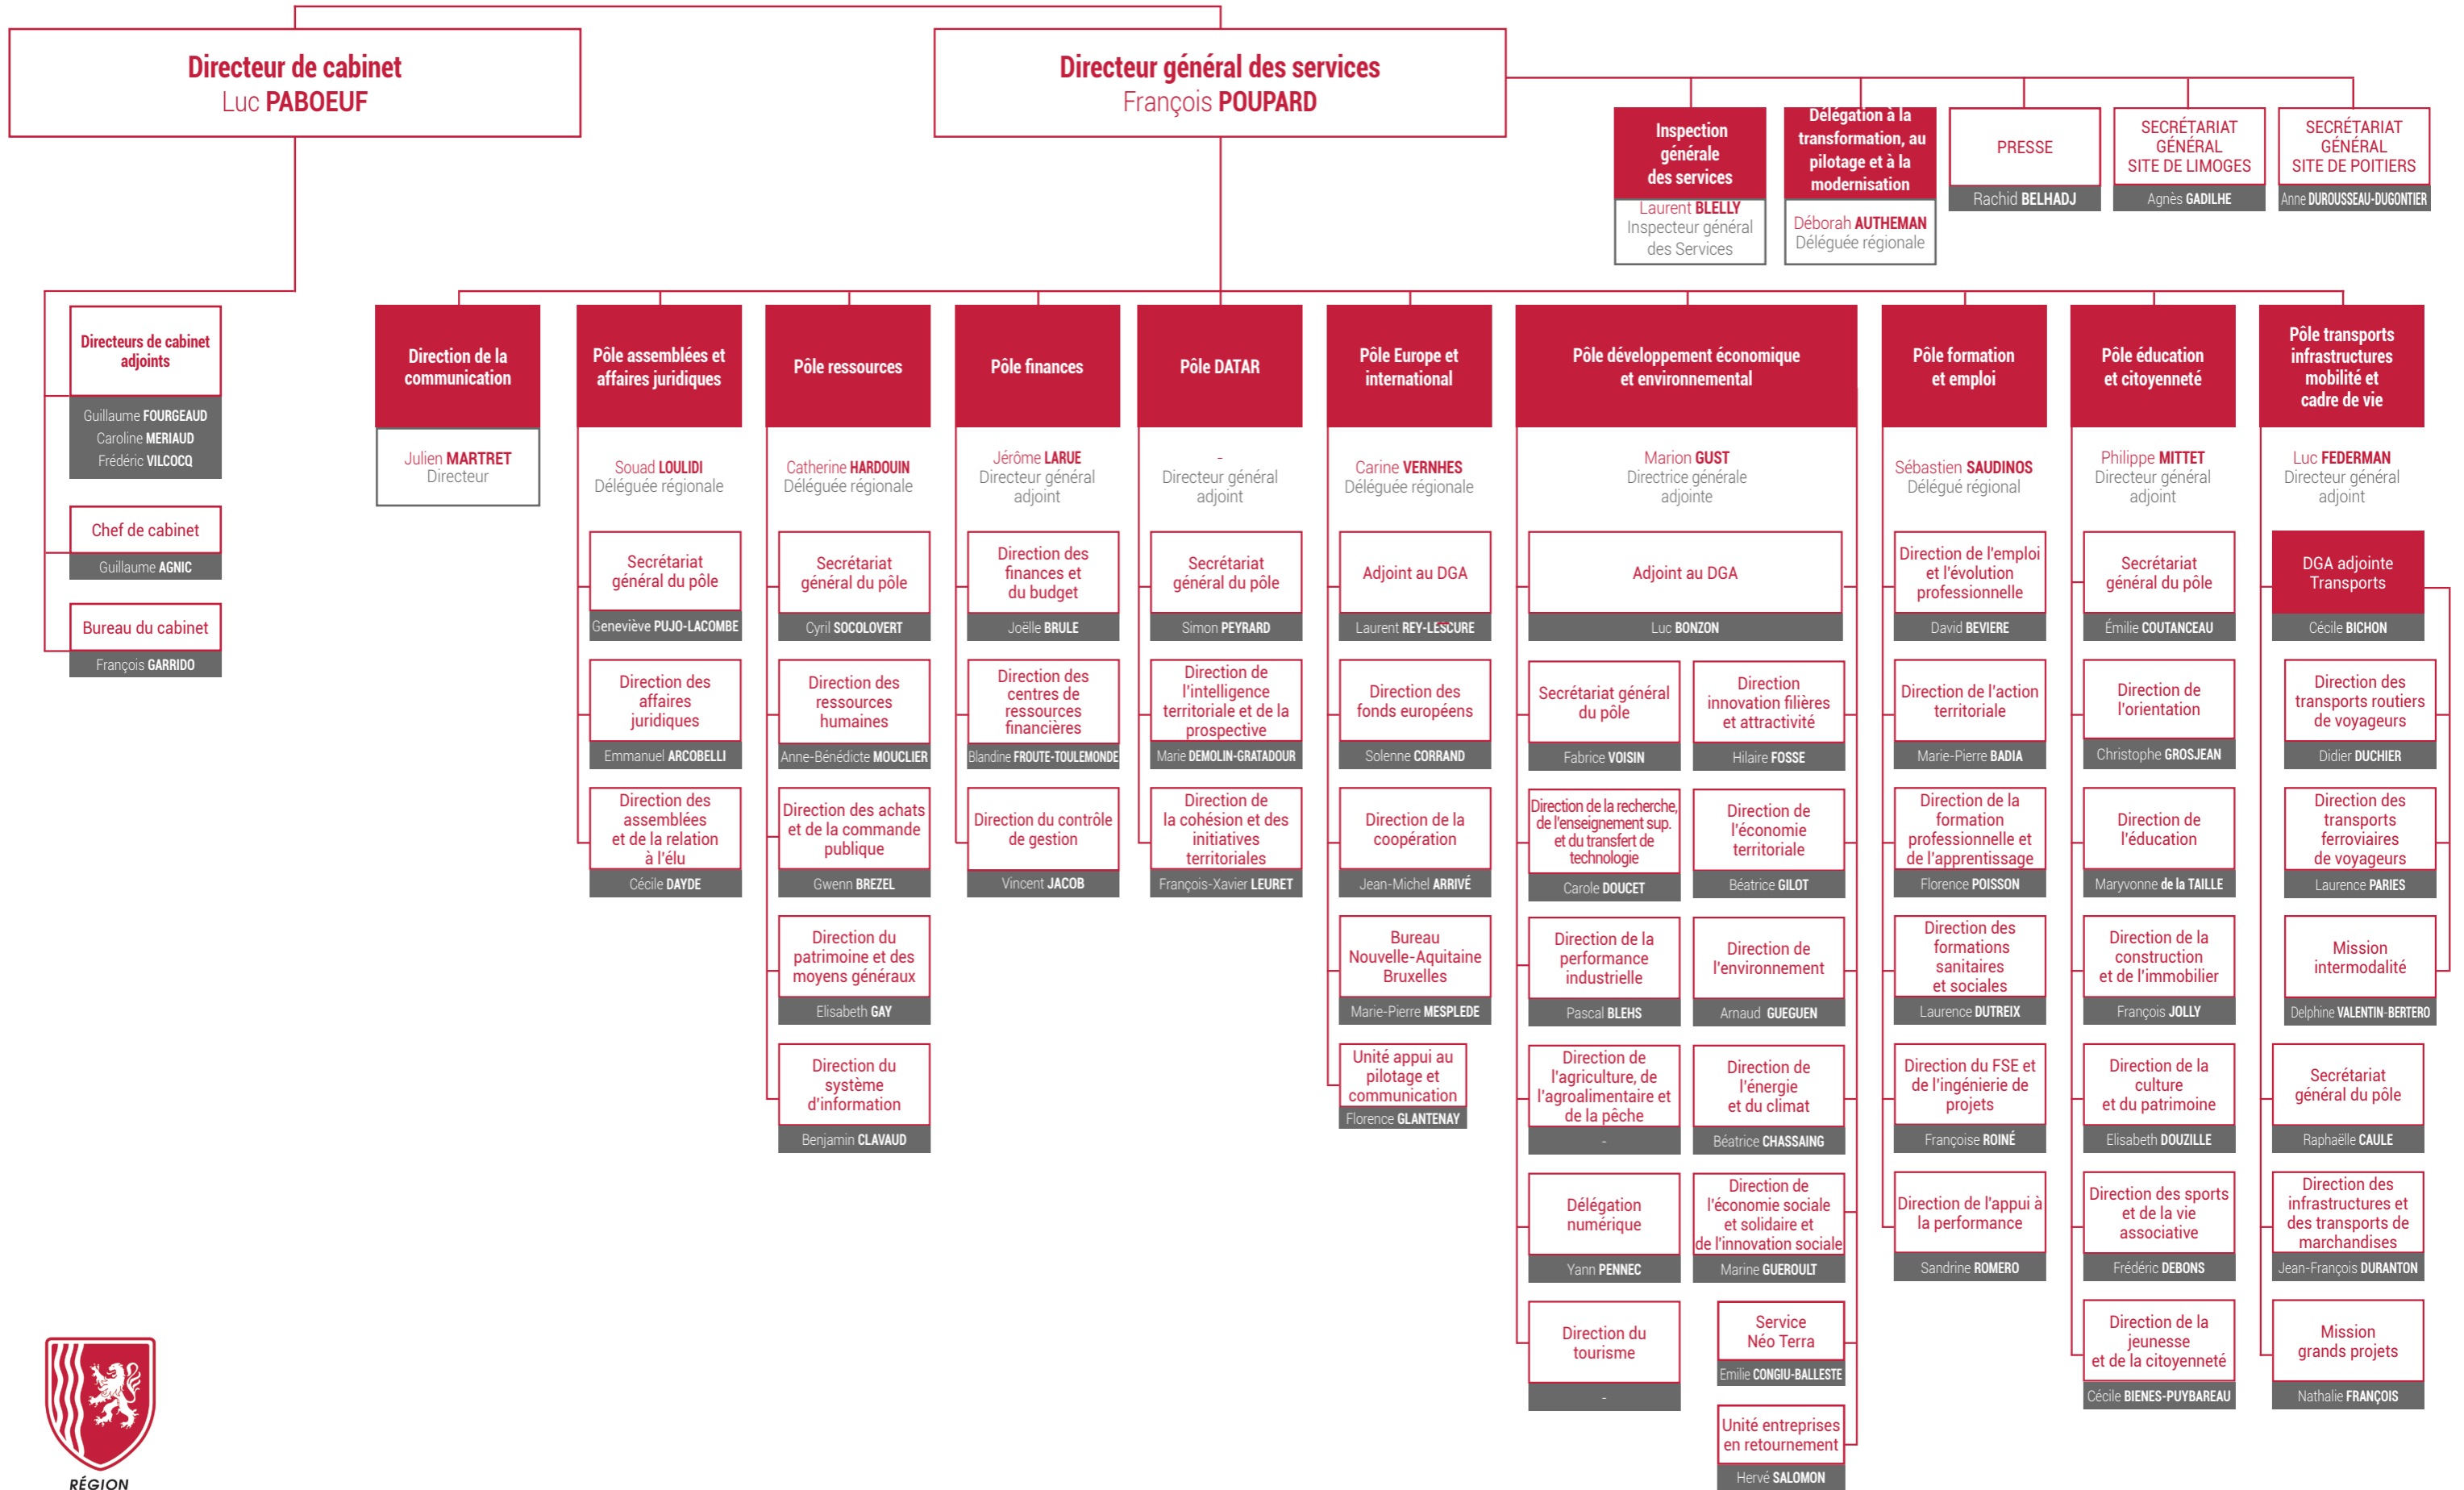 Directeur de cabinet
Luc PABOEUF
Directeur général des services
François POUPARD
Inspection
générale
des services
Laurent BLELLY
Inspecteur général
des Services
Délégation à la
transformation, au
pilotage et à la
modernisation
Déborah AUTHEMAN
Déléguée régionale
PRESSE
Rachid BELHADJ
SECRÉTARIAT
GÉNÉRAL
SITE DE LIMOGES
Agnès GADILHE
SECRÉTARIAT
GÉNÉRAL
SITE DE POITIERS
Anne DUROUSSEAU-DUGONTIER
Directeurs de cabinet
adjoints
Guillaume FOURGEAUD
Caroline MERIAUD
Frédéric VILCOCQ
Chef de cabinet
Guillaume AGNIC
Bureau du cabinet
François GARRIDO
Direction de la
communication
Julien MARTRET
Directeur
Pôle assemblées et
affaires juridiques
Souad LOULIDI
Déléguée régionale
Secrétariat
général du pôle
Geneviève PUJO-LACOMBE
Direction des
affaires
juridiques
Emmanuel ARCOBELLI
Direction des
assemblées
et de la relation
à l'élu
Cécile DAYDE
Pôle ressources
Catherine HARDOUIN
Déléguée régionale
Secrétariat
général du pôle
Cyril SOCOLOVERT
Direction des
ressources
humaines
Anne-Bénédicte MOUCLIER
Direction des achats
et de la commande
publique
Gwenn BREZEL
Direction du
patrimoine et des
moyens généraux
Elisabeth GAY
Direction du
système
d'information
Benjamin CLAVAUD
Pôle finances
Jérôme LARUE
Directeur général
adjoint
Direction des
finances et
du budget
Joëlle BRULE
Direction des
centres de
ressources
financières
Blandine FROUTE-TOULEMONDE
Direction du contrôle
de gestion
Vincent JACOB
Pôle DATAR
-
Directeur général
adjoint
Secrétariat
général du pôle
Simon PEYRARD
Direction de
l'intelligence
territoriale et de la
prospective
Marie DEMOLIN-GRATADOUR
Direction de
la cohésion et des
initiatives
territoriales
François-Xavier LEURET
Pôle Europe et
international
Carine VERNHES
Déléguée régionale
Adjoint au DGA
Laurent REY-LESCURE
Direction des
fonds européens
Solenne CORRAND
Direction de la
coopération
Jean-Michel ARRIVÉ
Bureau
Nouvelle-Aquitaine
Bruxelles
Marie-Pierre MESPLEDE
Unité appui au
pilotage et
communication
Florence GLANTENAY
Pôle développement économique
et environnemental
Marion GUST
Directrice générale
adjointe
Adjoint au DGA
Luc BONZON
Secrétariat général
du pôle
Fabrice VOISIN
Direction
innovation filières
et attractivité
Hilaire FOSSE
Direction de la recherche,
de l'enseignement sup.
et du transfert de
technologie
Carole DOUCET
Direction de
l'économie
territoriale
Béatrice GILOT
Direction de la
performance
industrielle
Pascal BLEHS
Direction de
l'environnement
Arnaud GUEGUEN
Direction de
l'agriculture, de
l'agroalimentaire et
de la pêche
-
Direction de
l'énergie
et du climat
Béatrice CHASSAING
Délégation
numérique
Yann PENNEC
Direction de
l'économie sociale
et solidaire et
de l'innovation sociale
Marine GUEROULT
Direction du
tourisme
-
Service
Néo Terra
Emilie CONGIU-BALLESTE
Unité entreprises
en retournement
Hervé SALOMON
Pôle formation
et emploi
Sébastien SAUDINOS
Délégué régional
Direction de l'emploi
et l'évolution
professionnelle
David BEVIERE
Direction de l'action
territoriale
Marie-Pierre BADIA
Direction de la
formation
professionnelle et
de l'apprentissage
Florence POISSON
Direction des
formations
sanitaires
et sociales
Laurence DUTREIX
Direction du FSE et
de l'ingénierie de
projets
Françoise ROINÉ
Direction de l'appui à
la performance
Sandrine ROMERO
Pôle éducation
et citoyenneté
Philippe MITTET
Directeur général
adjoint
Secrétariat
général du pôle
Émilie COUTANCEAU
Direction de
l'orientation
Christophe GROSJEAN
Direction de
l'éducation
Maryvonne de la TAILLE
Direction de la
construction
et de l'immobilier
François JOLLY
Direction de la
culture
et du patrimoine
Elisabeth DOUZILLE
Direction des sports
et de la vie
associative
Frédéric DEBONS
Direction de la
jeunesse
et de la citoyenneté
Cécile BIENES-PUYBAREAU
Pôle transports
infrastructures
mobilité et
cadre de vie
Luc FEDERMAN
Directeur général
adjoint
DGA adjointe
Transports
Cécile BICHON
Direction des
transports routiers
de voyageurs
Didier DUCHIER
Direction des
transports
ferroviaires
de voyageurs
Laurence PARIES
Mission
intermodalité
Delphine VALENTIN-BERTERO
Secrétariat
général du pôle
Raphaëlle CAULE
Direction des
infrastructures et
des transports de
marchandises
Jean-François DURANTON
Mission
grands projets
Nathalie FRANÇOIS
RÉGION